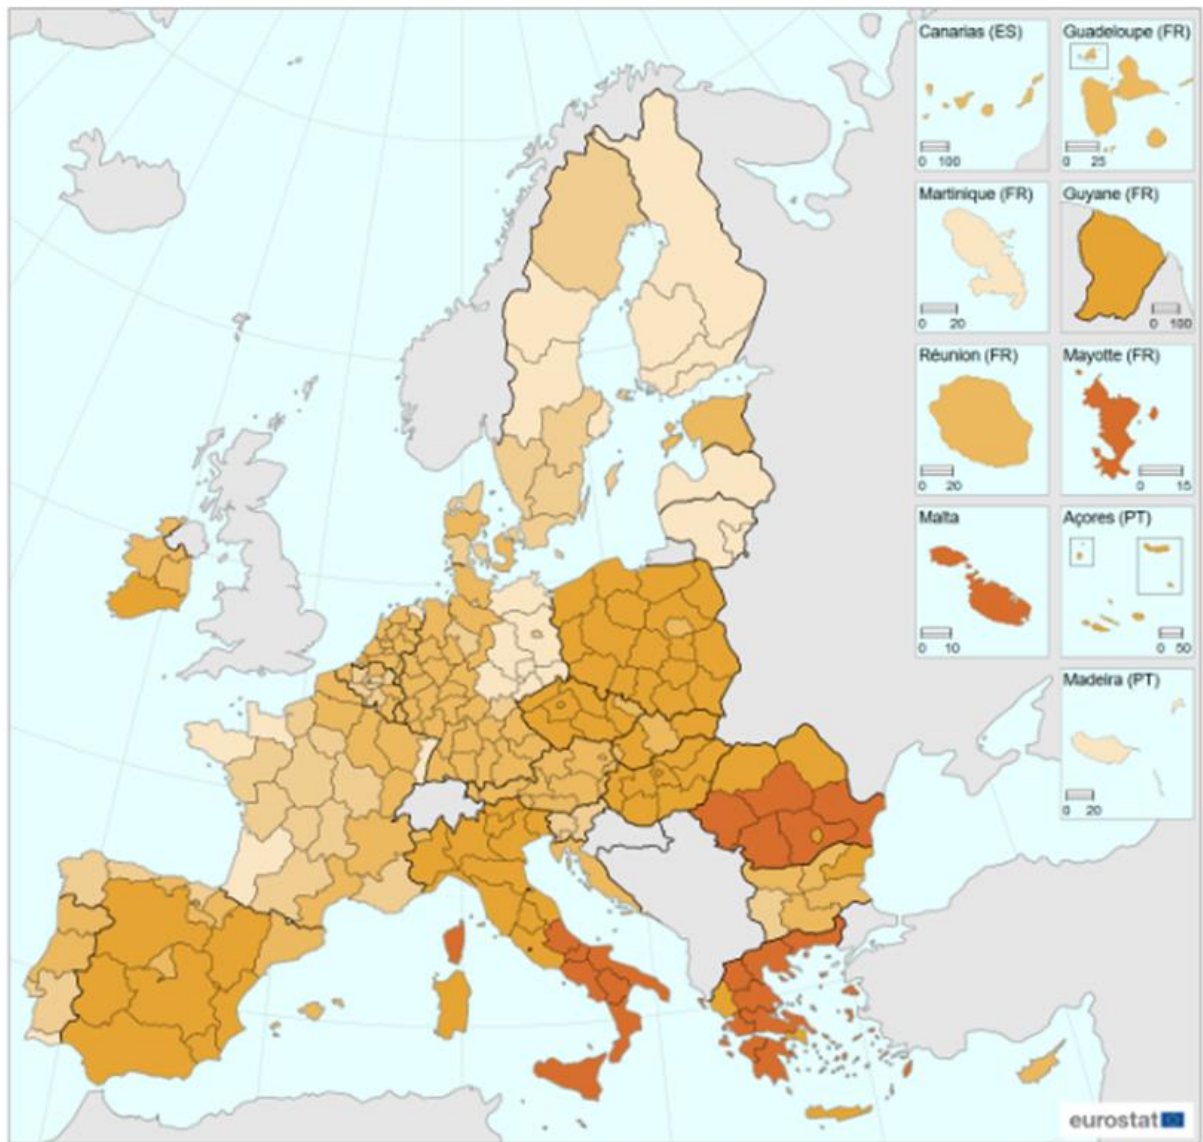 Canarias (ES)
0 100
Guadeloupe (FR)
0 25
Martinique (FR)
0 20
Guyane (FR)
0 100
Réunion (FR)
0 20
Mayotte (FR)
0 15
Malta
0 10
Açores (PT)
0 50
Madeira (PT)
0 20
eurostat